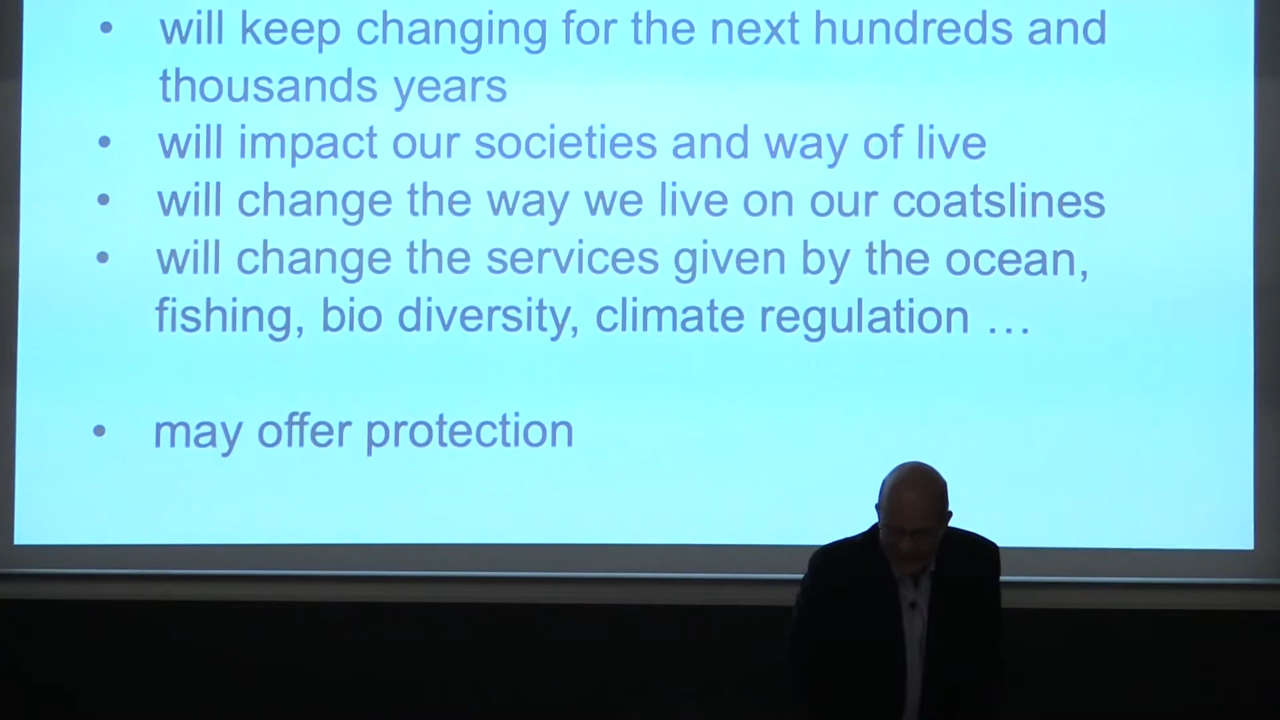 • will keep changing for the next hundreds and
thousands years
• will impact our societies and way of live
• will change the way we live on our coatslines
• will change the services given by the ocean,
fishing, bio diversity, climate regulation …
• may offer protection